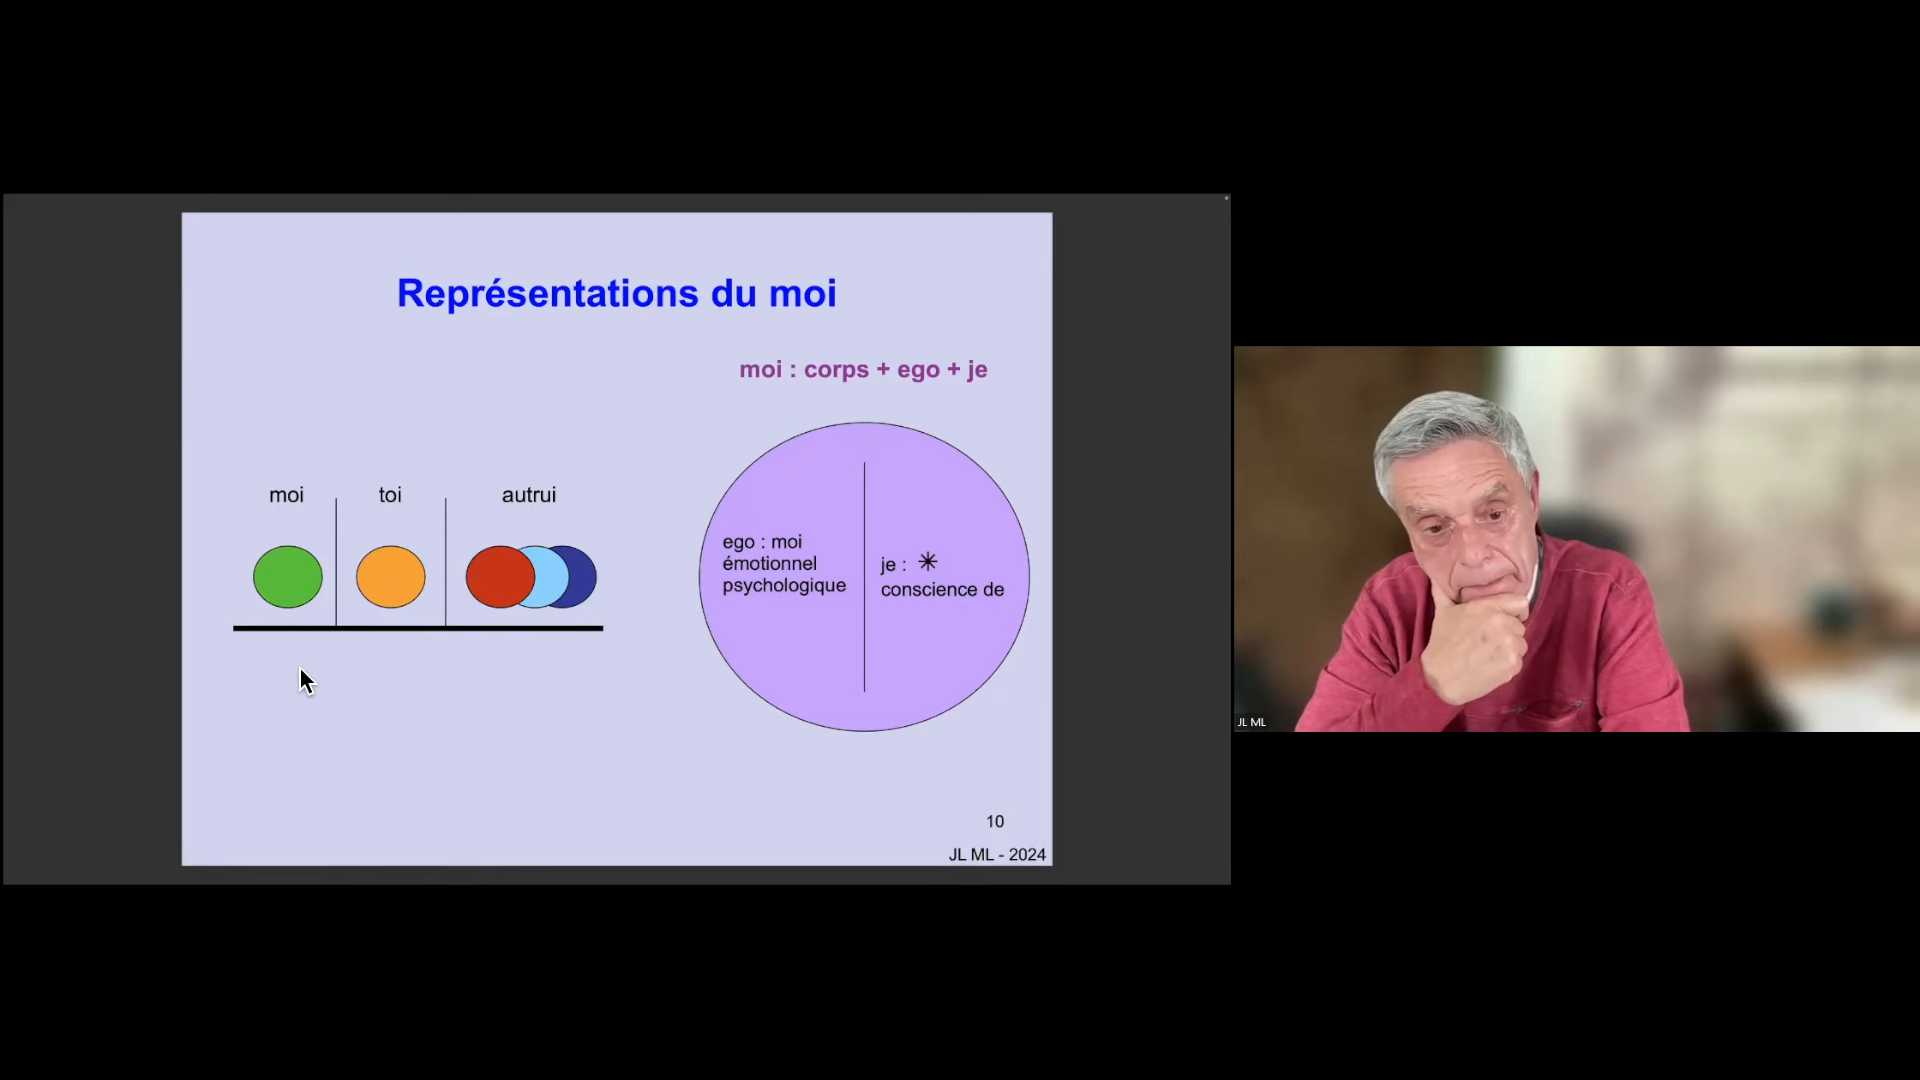 Représentations du moi
moi : corps + ego + je
moi
toi
autrui
ego : moi
émotionnel
psychologique
je : ✳
conscience de
10
JL ML - 2024
JL ML